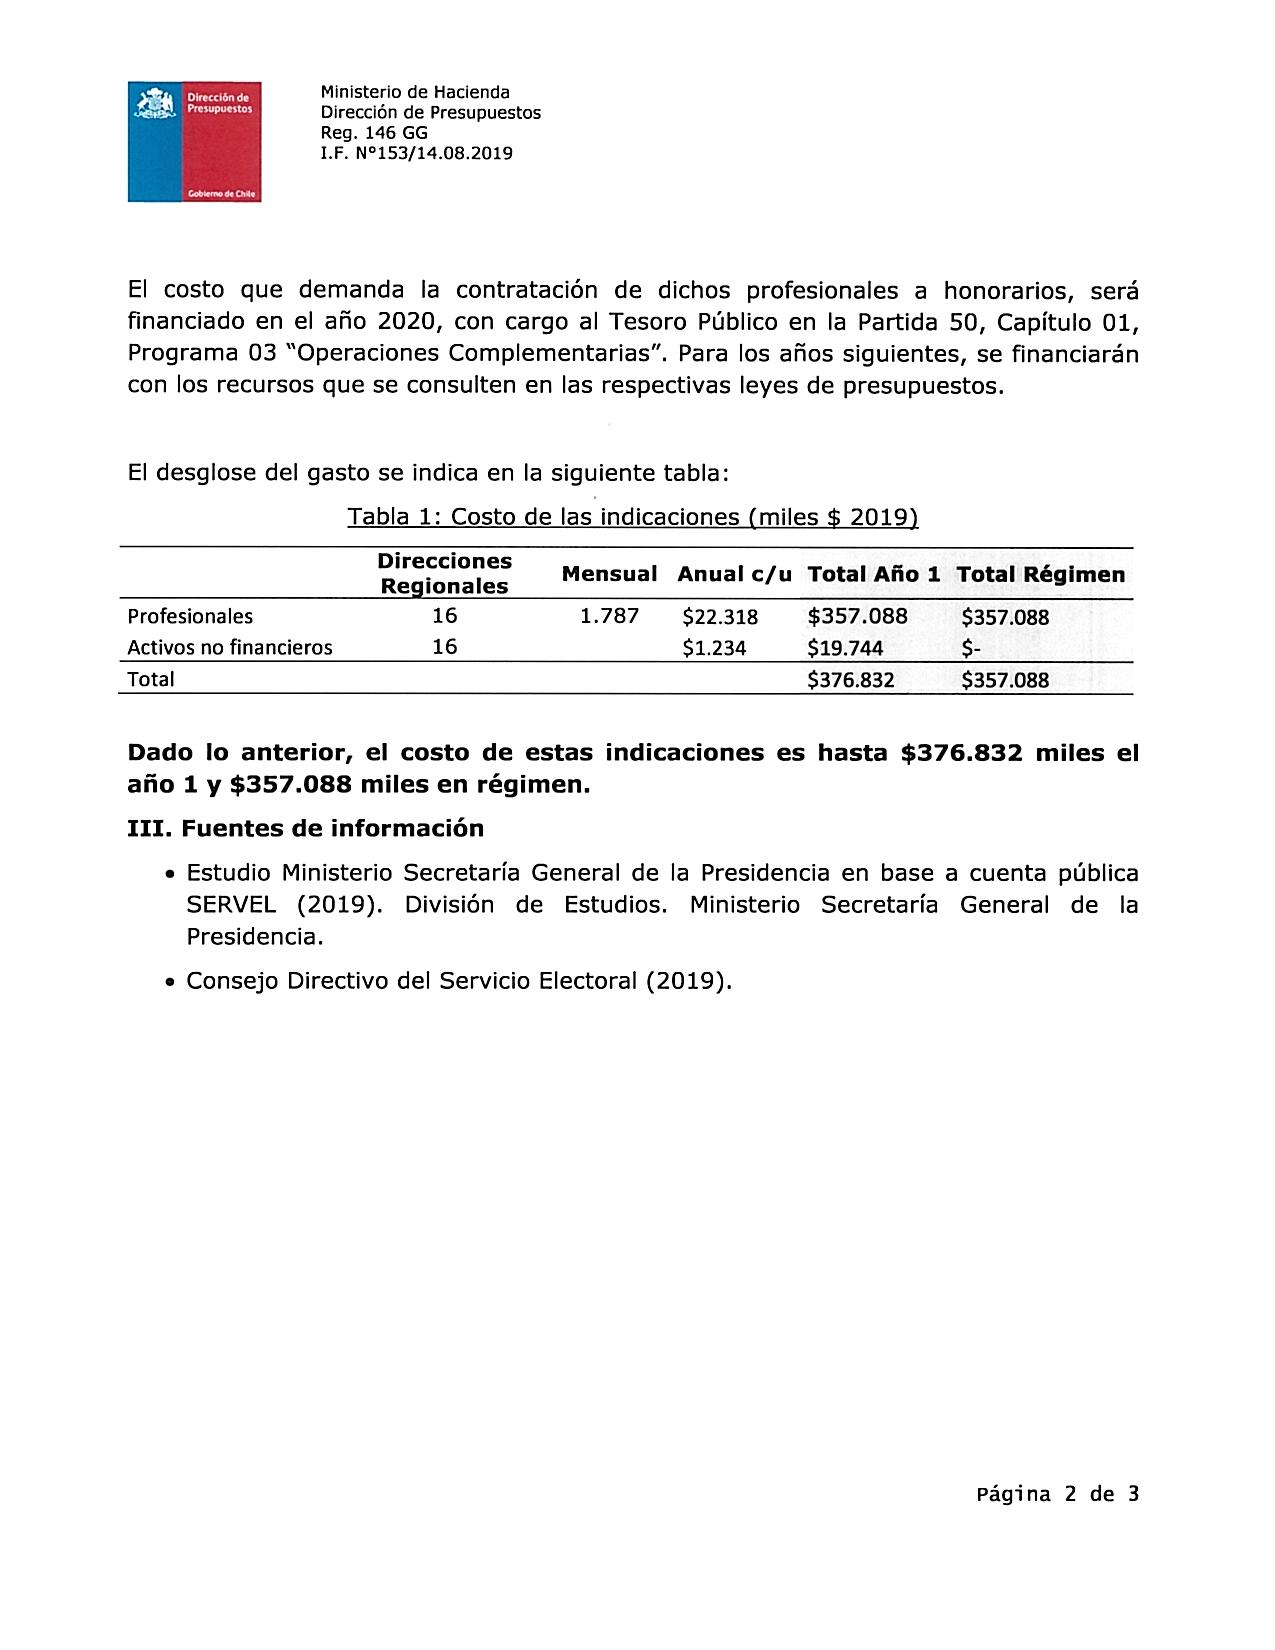 Dirección de
Presupuestos
Gobierno de Chile
Ministerio de Hacienda
Dirección de Presupuestos
Reg. 146 GG
I.F. N°153/14.08.2019
El costo que demanda la contratación de dichos profesionales a honorarios, será
financiado en el año 2020, con cargo al Tesoro Público en la Partida 50, Capítulo 01,
Programa 03 "Operaciones Complementarias". Para los años siguientes, se financiarán
con los recursos que se consulten en las respectivas leyes de presupuestos.
El desglose del gasto se indica en la siguiente tabla:
Tabla 1: Costo de las indicaciones (miles $ 2019)
Direcciones
Regionales Mensual Anual c/u Total Año 1 Total Régimen
Profesionales 16 1.787 $22.318 $357.088 $357.088
Activos no financieros 16 $1.234 $19.744 $-
Total $376.832 $357.088
Dado lo anterior, el costo de estas indicaciones es hasta $376.832 miles el
año 1 y $357.088 miles en régimen.
III. Fuentes de información
• Estudio Ministerio Secretaría General de la Presidencia en base a cuenta pública
SERVEL (2019). División de Estudios. Ministerio Secretaría General de la
Presidencia.
• Consejo Directivo del Servicio Electoral (2019).
Página 2 de 3